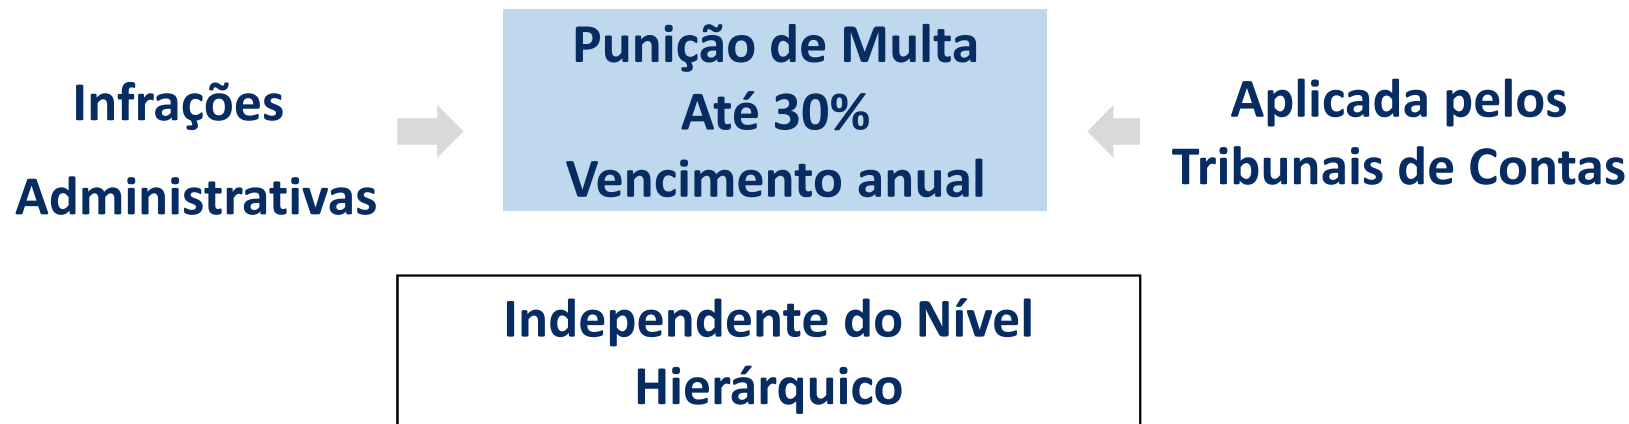 Infrações
Administrativas
Punição de Multa
Até 30%
Vencimento anual
Aplicada pelos
Tribunais de Contas
Independente do Nível
Hierárquico